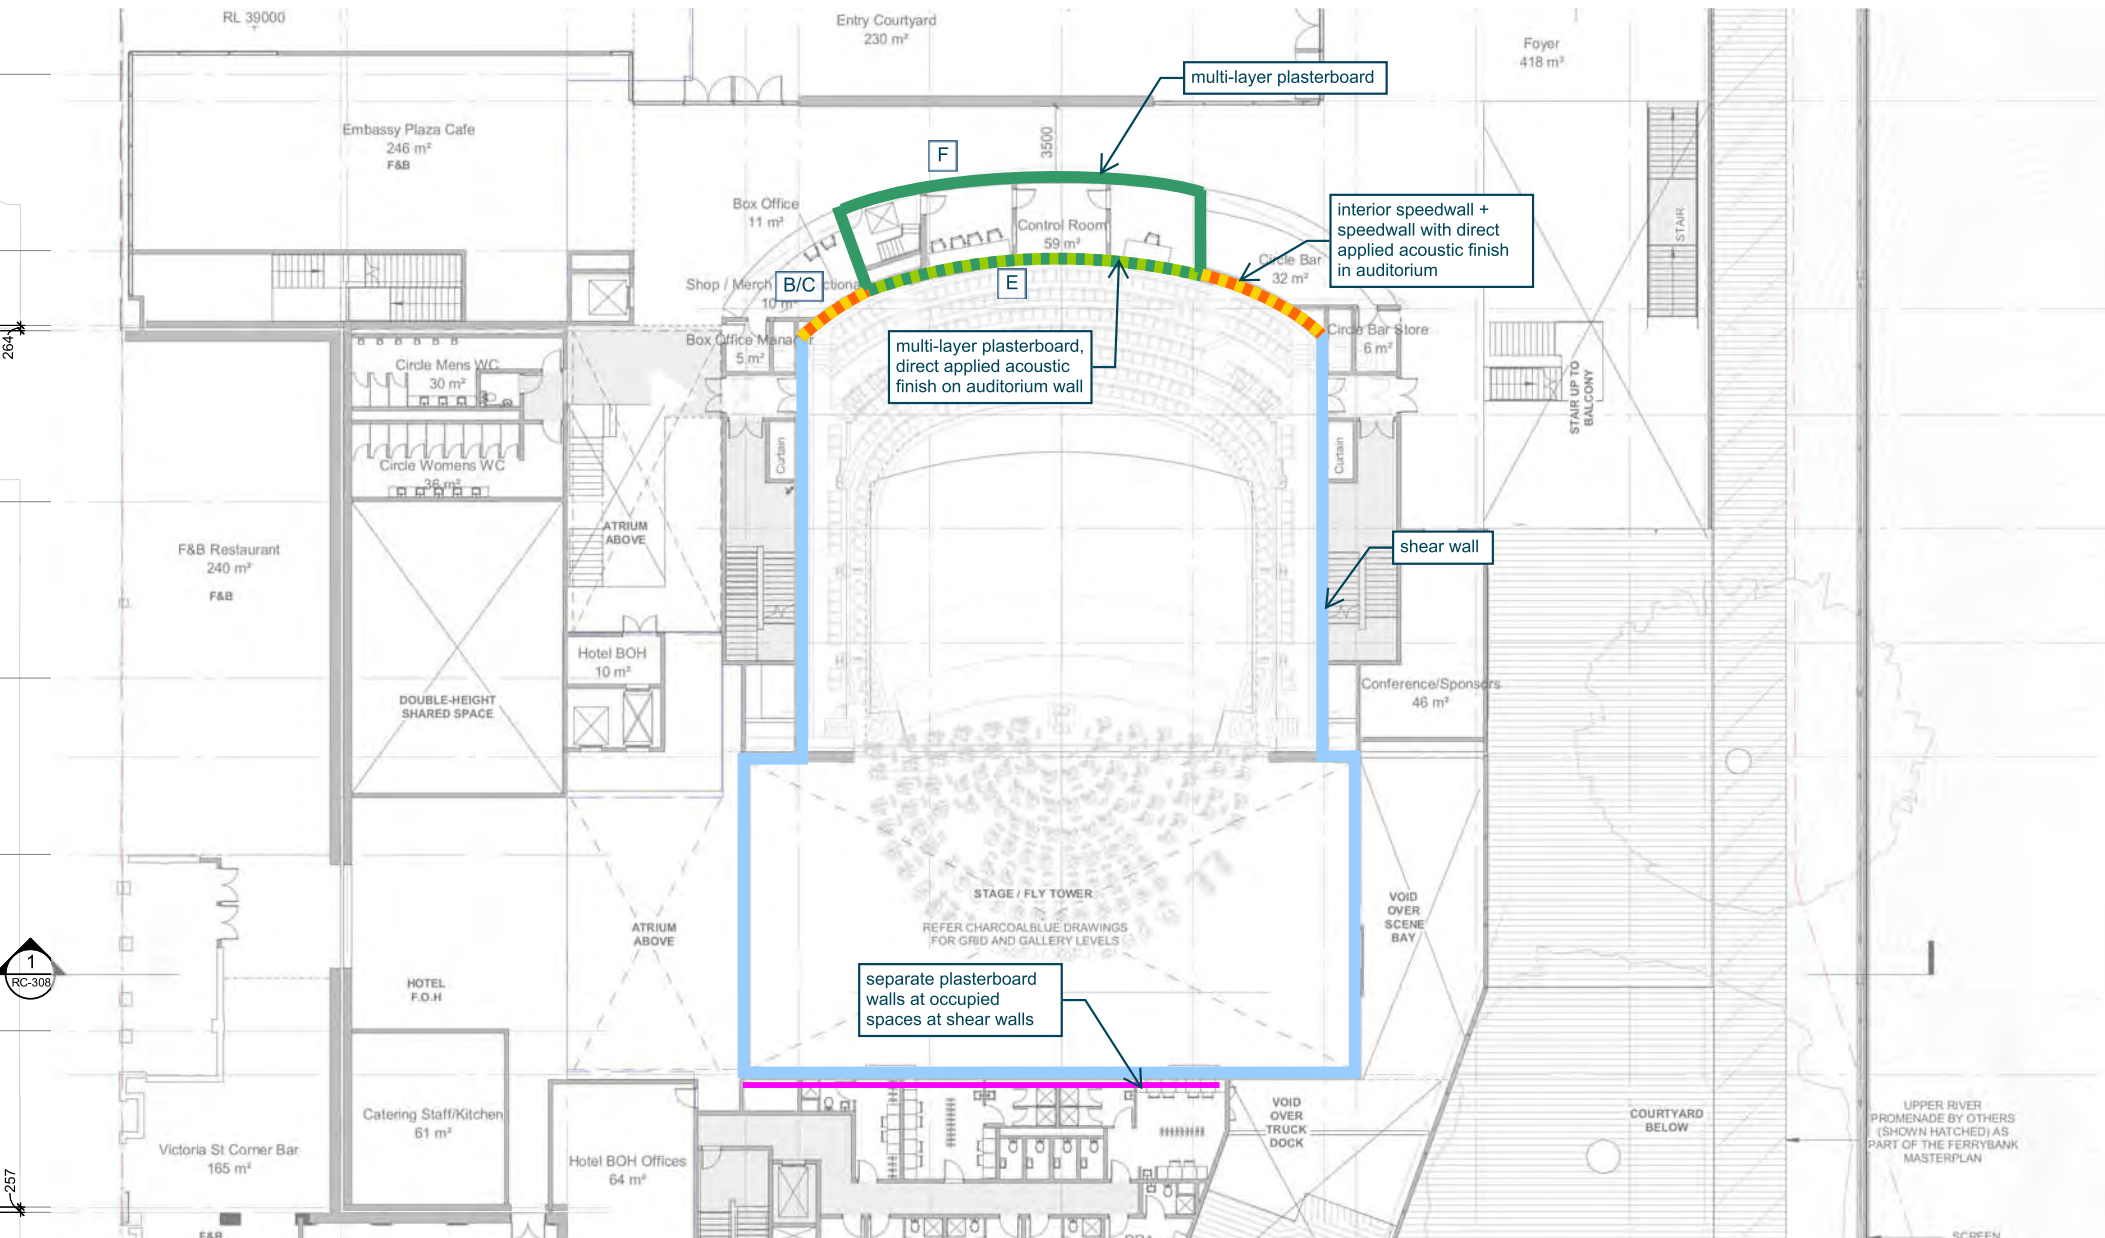 RL 39000
Entry Courtyard
230 m²
Foyer
418 m²
multi-layer plasterboard
Embassy Plaza Cafe
246 m²
F&B
F
3500
Box Office
11 m²
Control Room
59 m²
interior speedwall +
speedwall with direct
applied acoustic finish
in auditorium
STAIR
Circle Bar
32 m²
Shop / Merch
B/C
E
264
Box Office Manager
5 m²
Circle Bar Store
6 m²
multi-layer plasterboard,
direct applied acoustic
finish on auditorium wall
Circle Mens WC
30 m²
STAIR UP TO
BALCONY
Curtain
Curtain
Circle Womens WC
36 m²
ATRIUM
ABOVE
shear wall
F&B Restaurant
240 m²
F&B
Hotel BOH
10 m²
DOUBLE-HEIGHT
SHARED SPACE
Conference/Sponsors
46 m²
STAGE / FLY TOWER
REFER CHARCOALBLUE DRAWINGS
FOR GRID AND GALLERY LEVELS
ATRIUM
ABOVE
VOID
OVER
SCENE
BAY
1
RC-308
HOTEL
F.O.H
separate plasterboard
walls at occupied
spaces at shear walls
Catering Staff/Kitchen
61 m²
VOID
OVER
TRUCK
DOCK
COURTYARD
BELOW
UPPER RIVER
PROMENADE BY OTHERS
(SHOWN HATCHED) AS
PART OF THE FERRYBANK
MASTERPLAN
Victoria St Corner Bar
165 m²
Hotel BOH Offices
64 m²
257
F&B
SCREEN